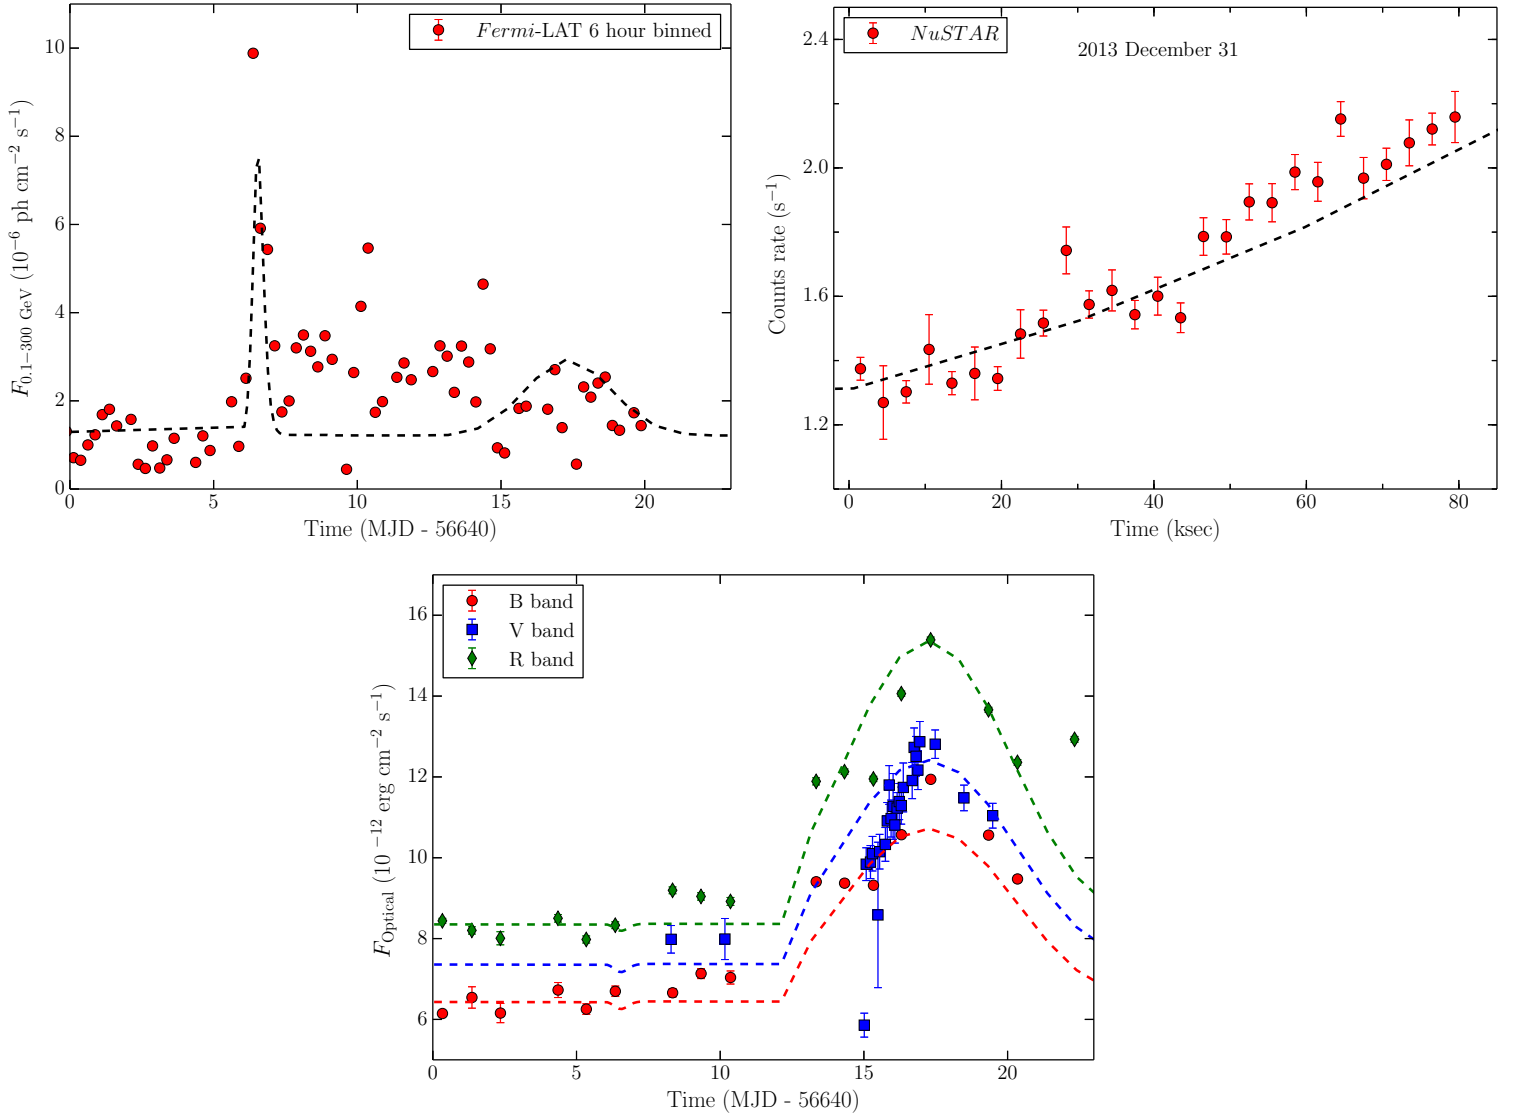 Fermi-LAT 6 hour binned
10
8
6
4
2
0
F0.1−300 GeV (10−6 ph cm−2 s−1)
0 5 10 15 20
Time (MJD - 56640)
NuSTAR
2013 December 31
2.4
2.0
1.6
1.2
Counts rate (s−1)
0 20 40 60 80
Time (ksec)
B band
V band
R band
16
14
12
10
8
6
FOptical (10−12 erg cm−2 s−1)
0 5 10 15 20
Time (MJD - 56640)